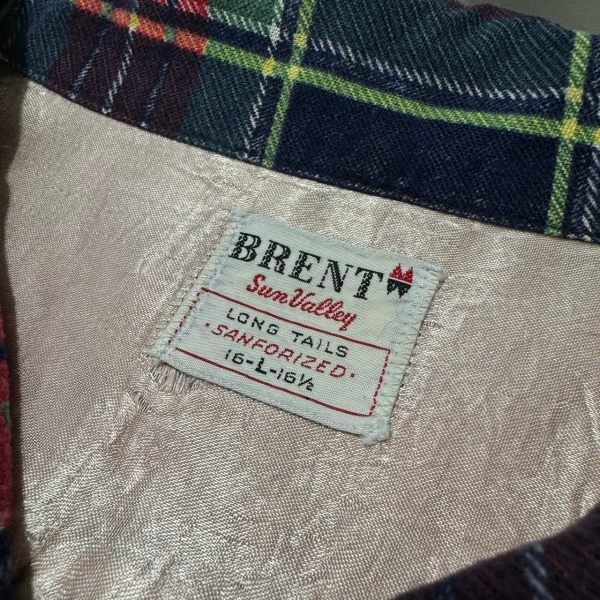 BRENT
Sun Valley
LONG TAILS
·SANFORIZED·
16-L-16½